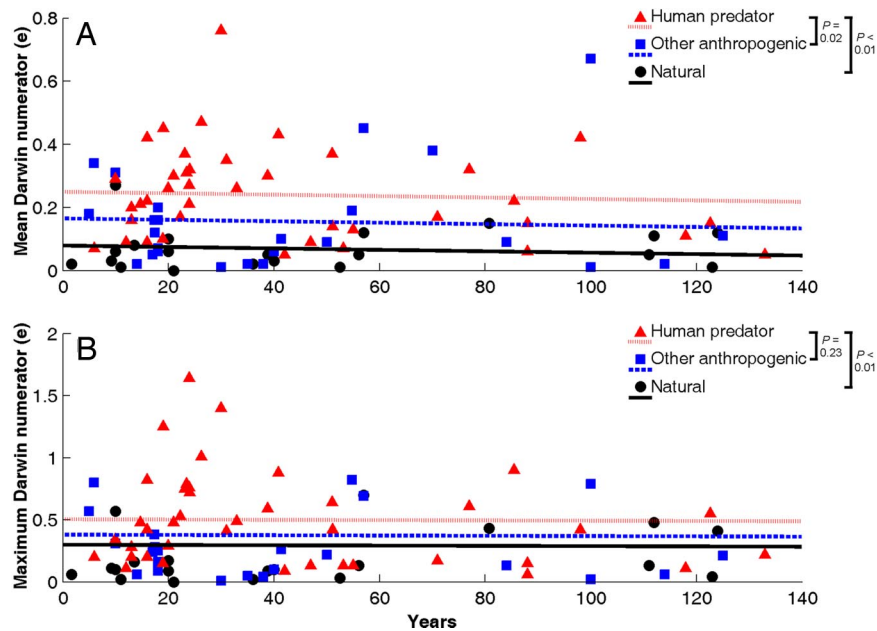 A
Mean Darwin numerator (e)
0.8
0.6
0.4
0.2
0
0 20 40 60 80 100 120 140
Human predator
Other anthropogenic
Natural
P =
0.02
P <
0.01
B
Maximum Darwin numerator (e)
2
1.5
1
0.5
0
0 20 40 60 80 100 120 140
Years
Human predator
Other anthropogenic
Natural
P =
0.23
P <
0.01